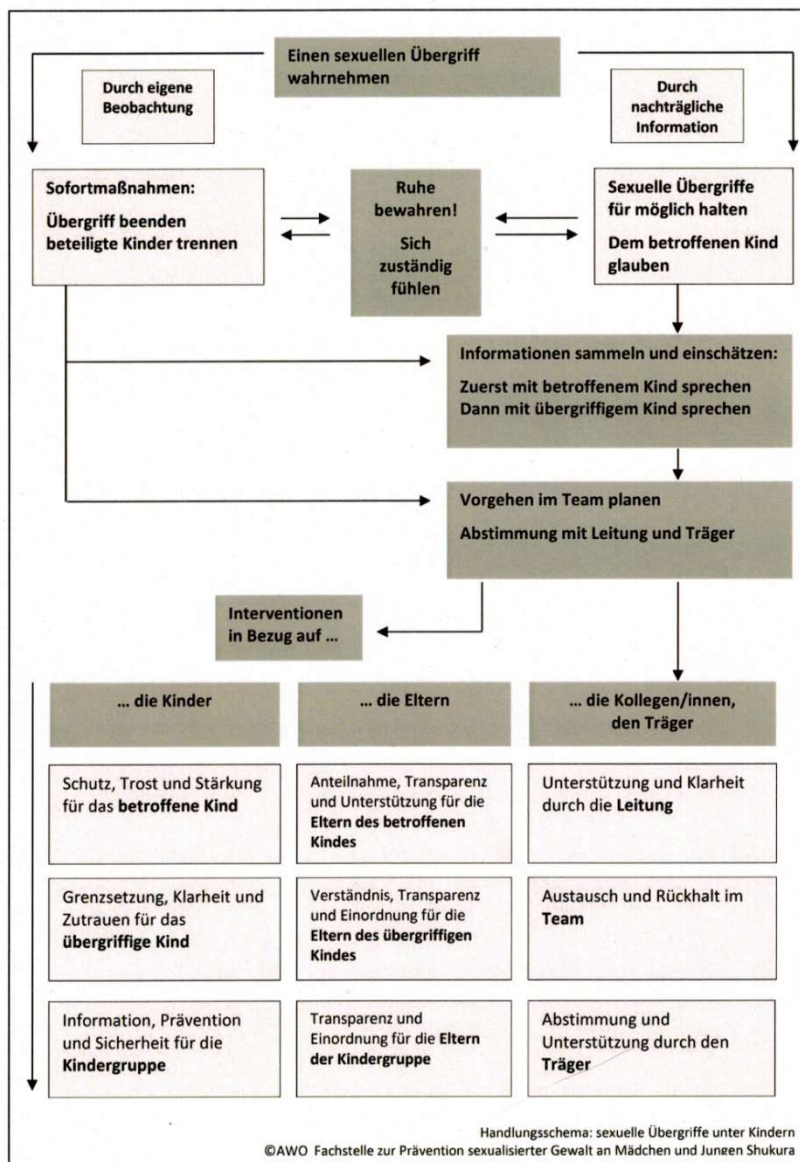 Einen sexuellen Übergriff
wahrnehmen
Durch eigene
Beobachtung
Durch
nachträgliche
Information
Sofortmaßnahmen:
Übergriff beenden
beteiligte Kinder trennen
Ruhe
bewahren!
Sich
zuständig
fühlen
Sexuelle Übergriffe
für möglich halten
Dem betroffenen Kind
glauben
Informationen sammeln und einschätzen:
Zuerst mit betroffenem Kind sprechen
Dann mit übergriffigem Kind sprechen
Vorgehen im Team planen
Abstimmung mit Leitung und Träger
Interventionen
in Bezug auf ...
... die Kinder
... die Eltern
... die Kollegen/innen,
den Träger
Schutz, Trost und Stärkung
für das betroffene Kind
Anteilnahme, Transparenz
und Unterstützung für die
Eltern des betroffenen
Kindes
Unterstützung und Klarheit
durch die Leitung
Grenzsetzung, Klarheit und
Zutrauen für das
übergriffige Kind
Verständnis, Transparenz
und Einordnung für die
Eltern des übergriffigen
Kindes
Austausch und Rückhalt im
Team
Information, Prävention
und Sicherheit für die
Kindergruppe
Transparenz und
Einordnung für die Eltern
der Kindergruppe
Abstimmung und
Unterstützung durch den
Träger
Handlungsschema: sexuelle Übergriffe unter Kindern
©AWO Fachstelle zur Prävention sexualisierter Gewalt an Mädchen und Jungen Shukura